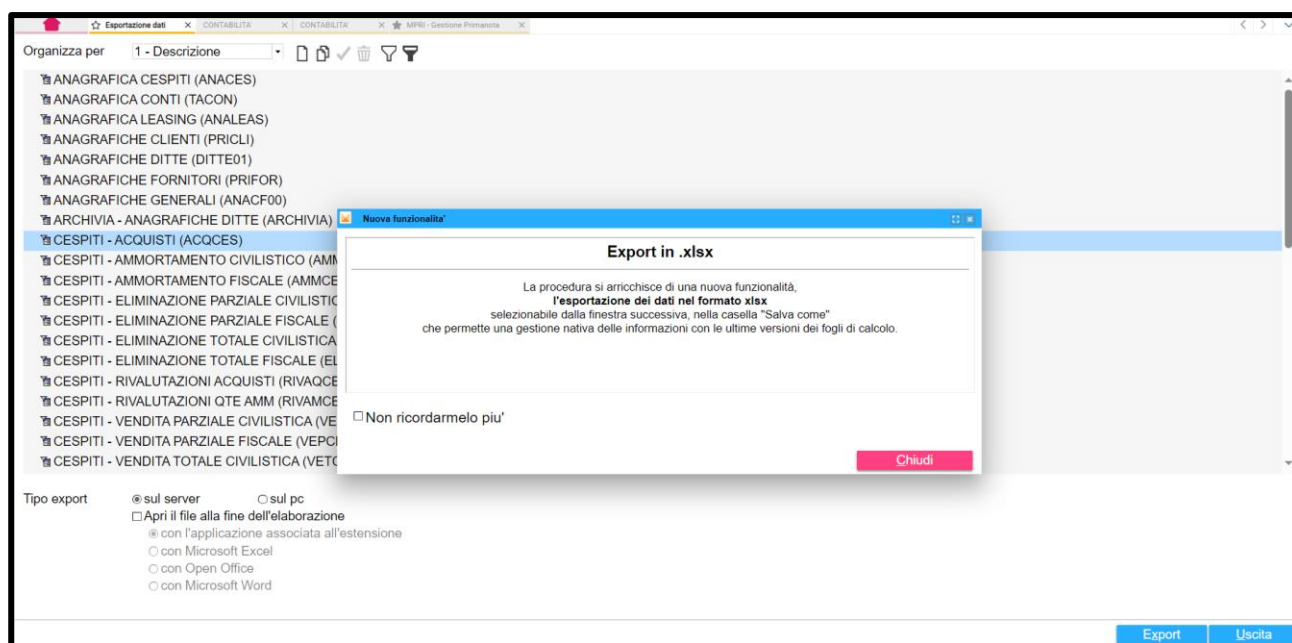 Esportazione dati CONTABILITA' CONTABILITA' MPRI - Gestione Primanota
Organizza per 1 - Descrizione
ANAGRAFICA CESPITI (ANACES)
ANAGRAFICA CONTI (TACON)
ANAGRAFICA LEASING (ANALEAS)
ANAGRAFICHE CLIENTI (PRICLI)
ANAGRAFICHE DITTE (DITTE01)
ANAGRAFICHE FORNITORI (PRIFOR)
ANAGRAFICHE GENERALI (ANACF00)
ARCHIVIA - ANAGRAFICHE DITTE (ARCHIVIA)
CESPITI - ACQUISTI (ACQCES)
CESPITI - AMMORTAMENTO CIVILISTICO (AMM
CESPITI - AMMORTAMENTO FISCALE (AMMCE
CESPITI - ELIMINAZIONE PARZIALE CIVILISTIC
CESPITI - ELIMINAZIONE PARZIALE FISCALE (
CESPITI - ELIMINAZIONE TOTALE CIVILISTICA
CESPITI - ELIMINAZIONE TOTALE FISCALE (EL
CESPITI - RIVALUTAZIONI ACQUISTI (RIVAQCE
CESPITI - RIVALUTAZIONI QTE AMM (RIVAMCE
CESPITI - VENDITA PARZIALE CIVILISTICA (VE
CESPITI - VENDITA PARZIALE FISCALE (VEPC
CESPITI - VENDITA TOTALE CIVILISTICA (VETC
Nuova funzionalita'
Export in .xlsx
La procedura si arricchisce di una nuova funzionalità,
l'esportazione dei dati nel formato xlsx
selezionabile dalla finestra successiva, nella casella "Salva come"
che permette una gestione nativa delle informazioni con le ultime versioni dei fogli di calcolo.
Non ricordarmelo piu'
Chiudi
Tipo export sul server sul pc
Apri il file alla fine dell'elaborazione
con l'applicazione associata all'estensione
con Microsoft Excel
con Open Office
con Microsoft Word
Export Uscita